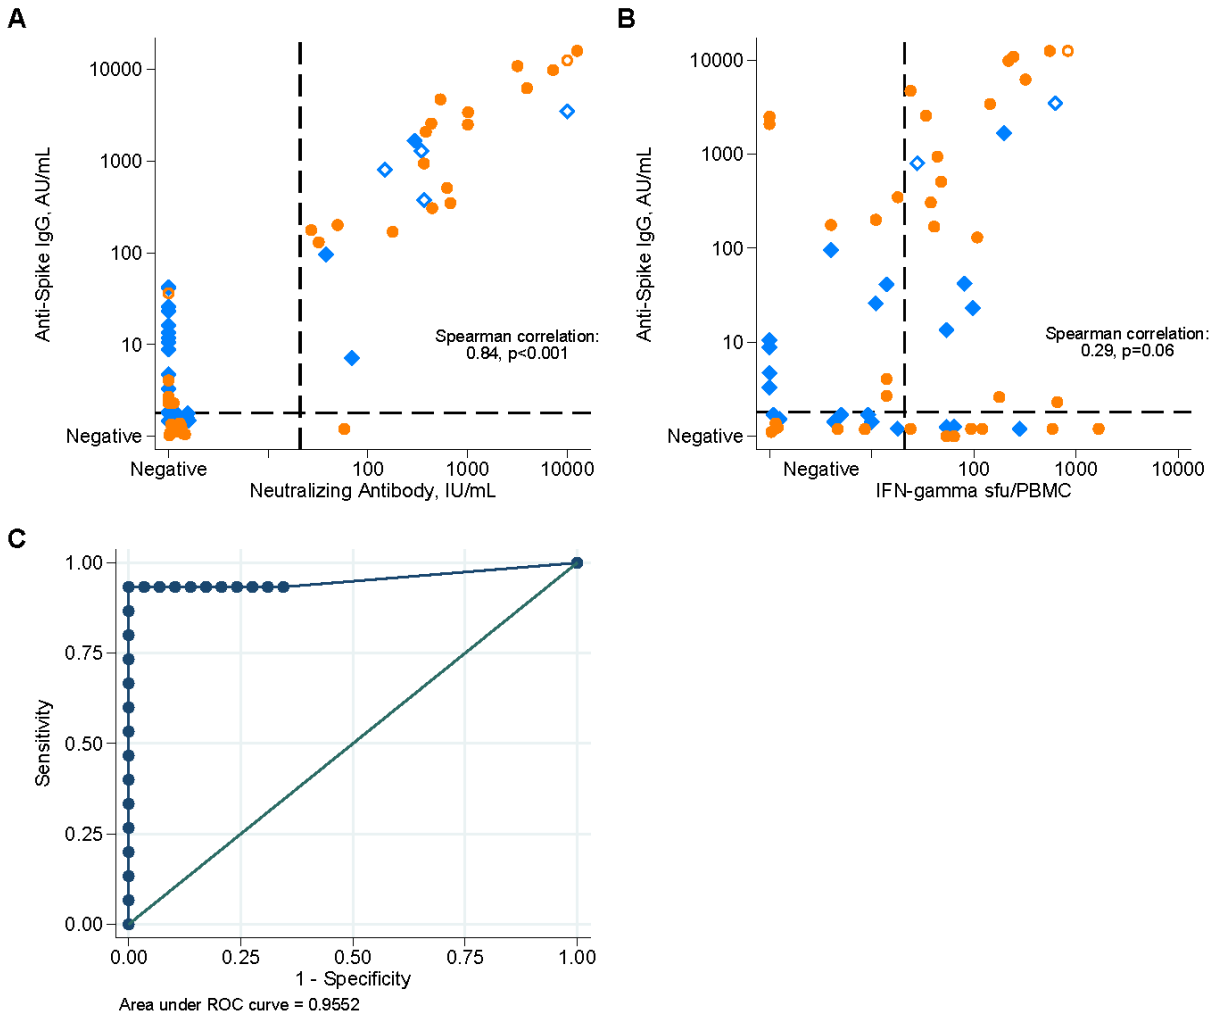 A
Anti-Spike IgG, AU/mL
10000
1000
100
10
Negative
Spearman correlation:
0.84, p<0.001
Negative
100
1000
10000
Neutralizing Antibody, IU/mL
B
Anti-Spike IgG, AU/mL
10000
1000
100
10
Negative
Spearman correlation:
0.29, p=0.06
Negative
100
1000
10000
IFN-gamma sfu/PBMC
C
Sensitivity
1.00
0.75
0.50
0.25
0.00
0.00
0.25
0.50
0.75
1.00
1 - Specificity
Area under ROC curve = 0.9552